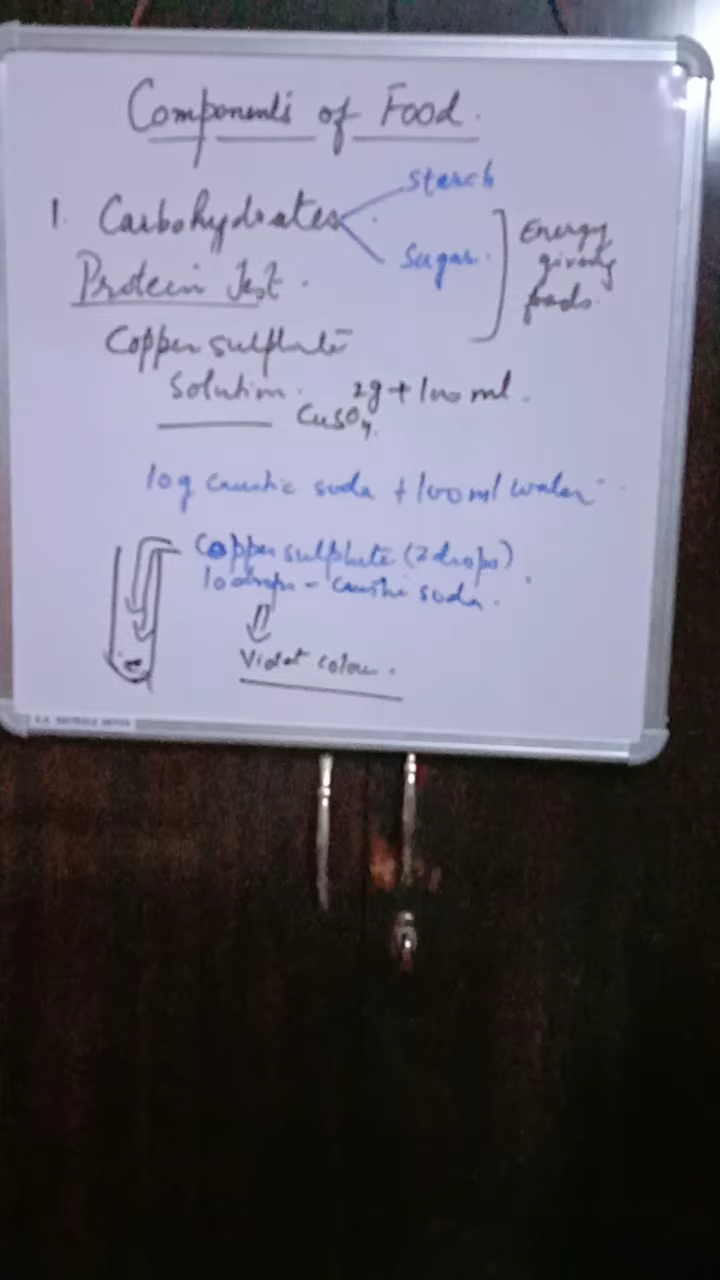 Components of Food.
1. Carbohydrates
Starch
Sugar.
Energy
giving
foods.
Protein Test.
Copper sulphate
Solution. 2g + 100 ml.
CuSO4.
10g caustic soda + 100ml water
Copper sulphate (2 drops)
10 drops - caustic soda.
Violet colour.